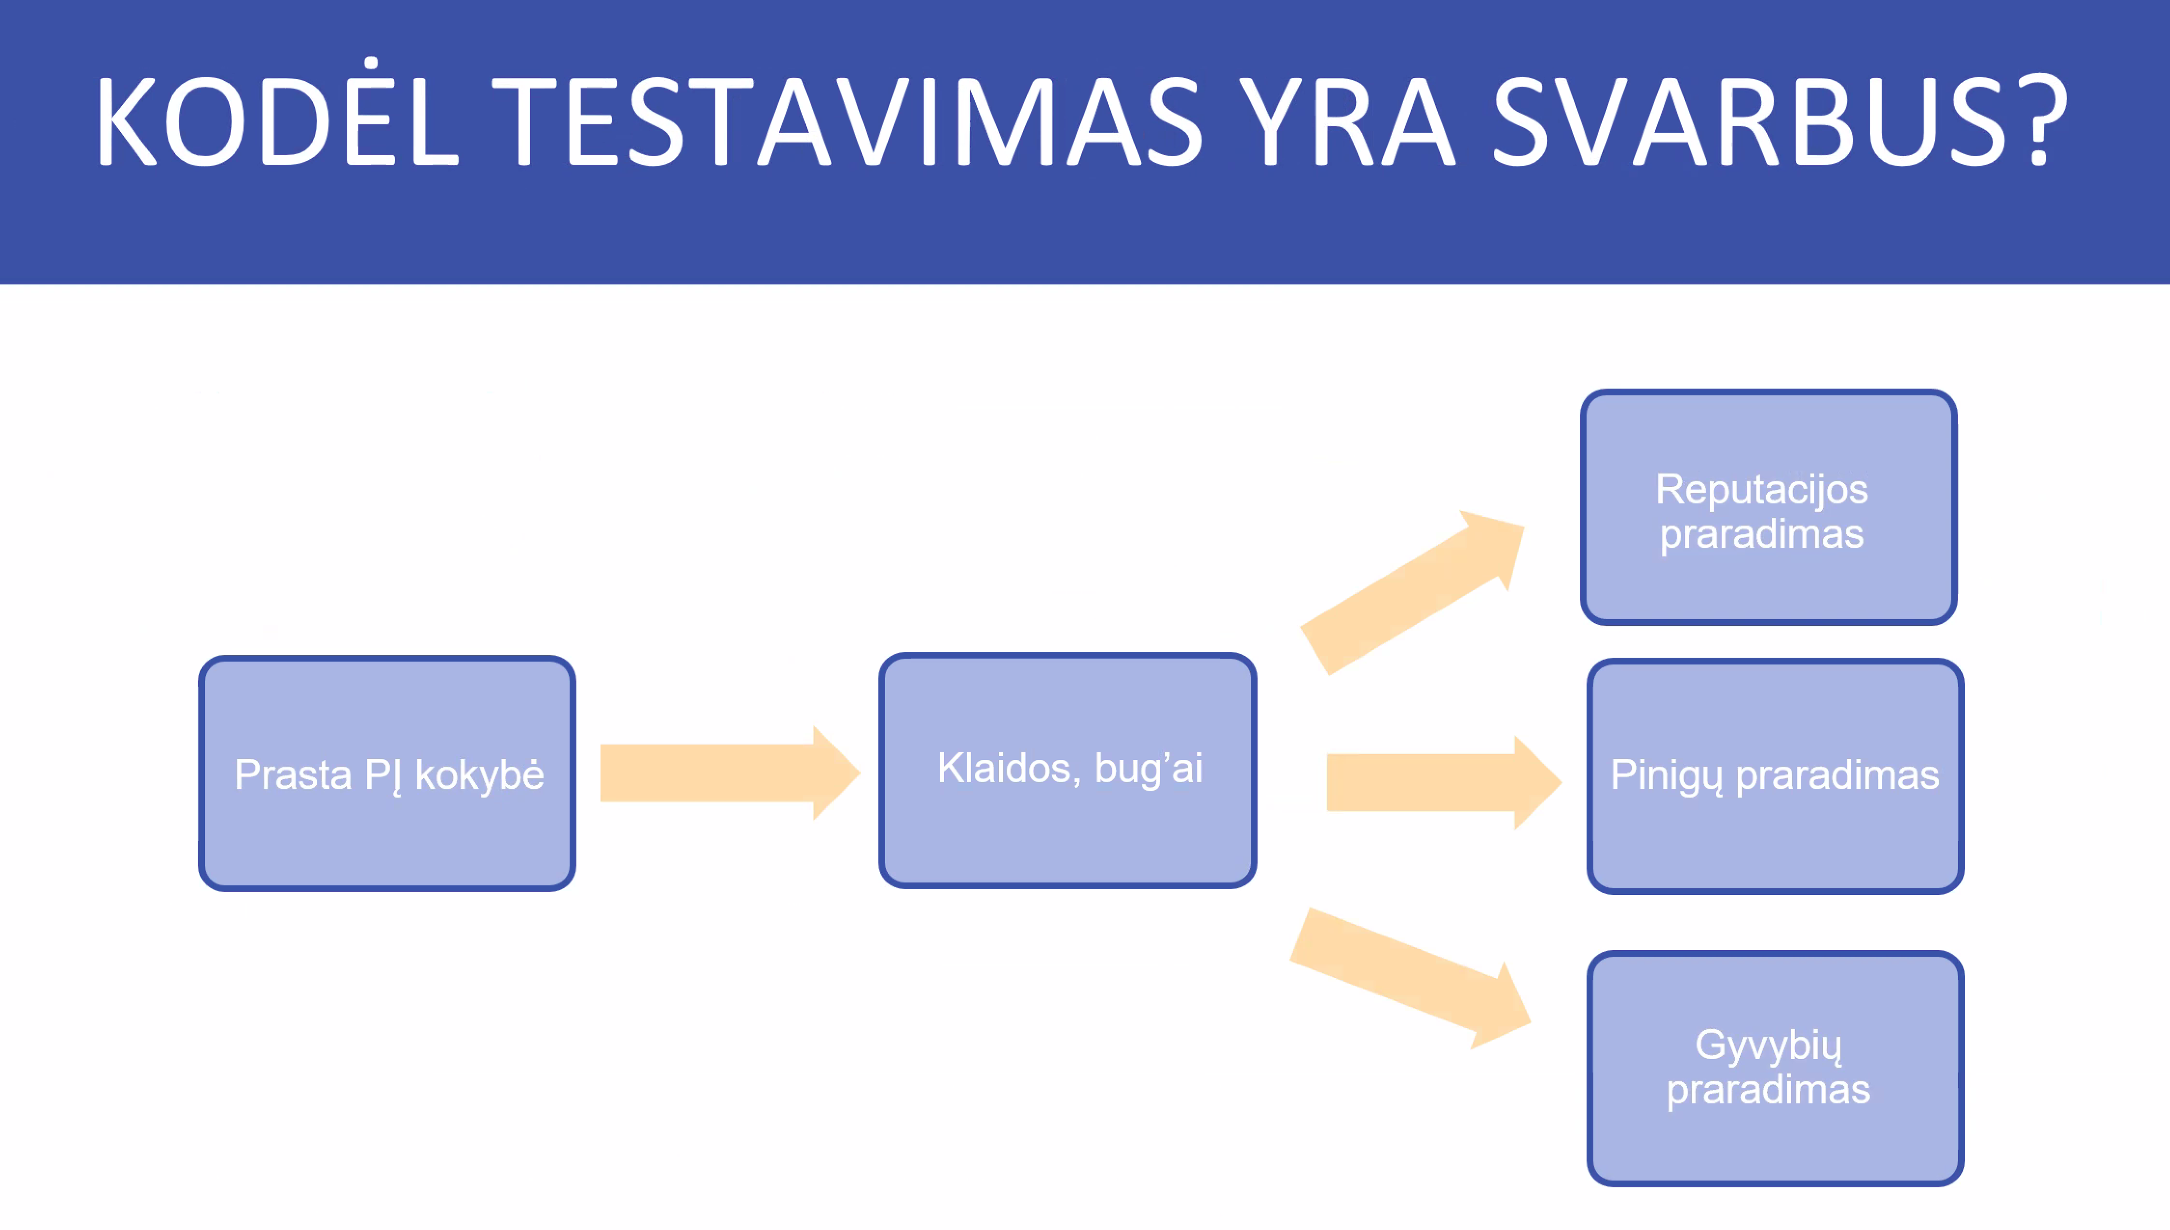 KODĖL TESTAVIMAS YRA SVARBUS?
Prasta PĮ kokybė
Klaidos, bug’ai
Reputacijos
praradimas
Pinigų praradimas
Gyvybių
praradimas